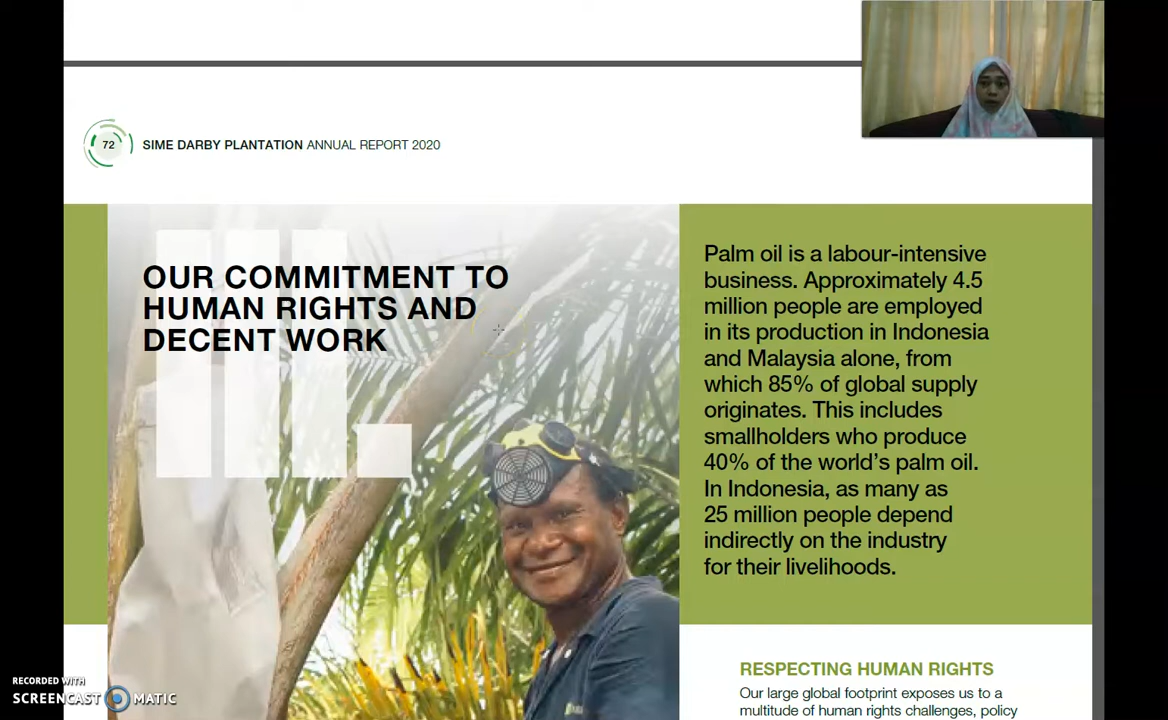 72
SIME DARBY PLANTATION ANNUAL REPORT 2020
OUR COMMITMENT TO
HUMAN RIGHTS AND
DECENT WORK
Palm oil is a labour-intensive
business. Approximately 4.5
million people are employed
in its production in Indonesia
and Malaysia alone, from
which 85% of global supply
originates. This includes
smallholders who produce
40% of the world's palm oil.
In Indonesia, as many as
25 million people depend
indirectly on the industry
for their livelihoods.
RESPECTING HUMAN RIGHTS
Our large global footprint exposes us to a
multitude of human rights challenges, policy
RECORDED WITH
SCREENCAST MATIC